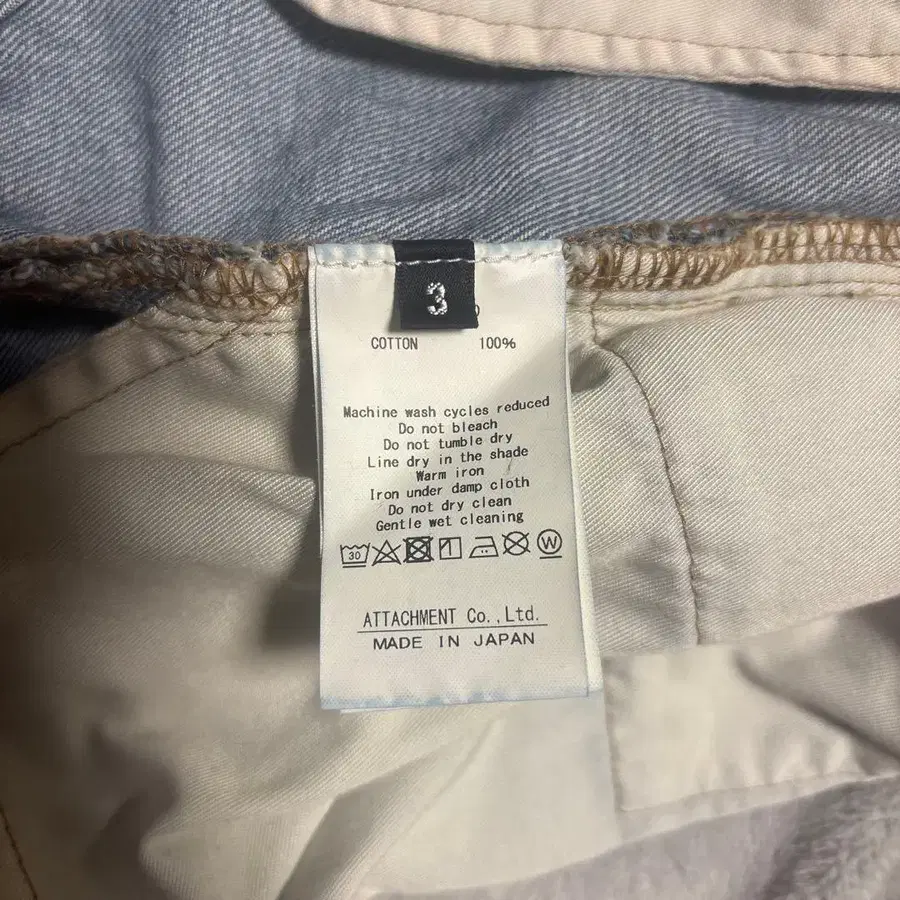 3
COTTON 100%
Machine wash cycles reduced
Do not bleach
Do not tumble dry
Line dry in the shade
Warm iron
Iron under damp cloth
Do not dry clean
Gentle wet cleaning
30 W
ATTACHMENT Co.,Ltd.
MADE IN JAPAN